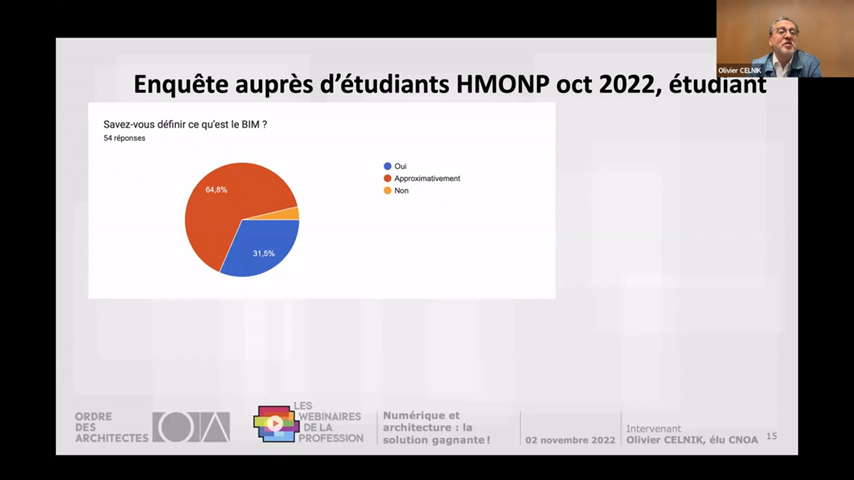 Olivier CELNIK
Enquête auprès d'étudiants HMONP oct 2022, étudiant
Savez-vous définir ce qu'est le BIM ?
54 réponses
64,8%
31,5%
Oui
Approximativement
Non
ORDRE
DES
ARCHITECTES
LES
WEBINAIRES
DE LA
PROFESSION
Numérique et
architecture : la
solution gagnante !
02 novembre 2022
Intervenant
Olivier CELNIK, élu CNOA
15